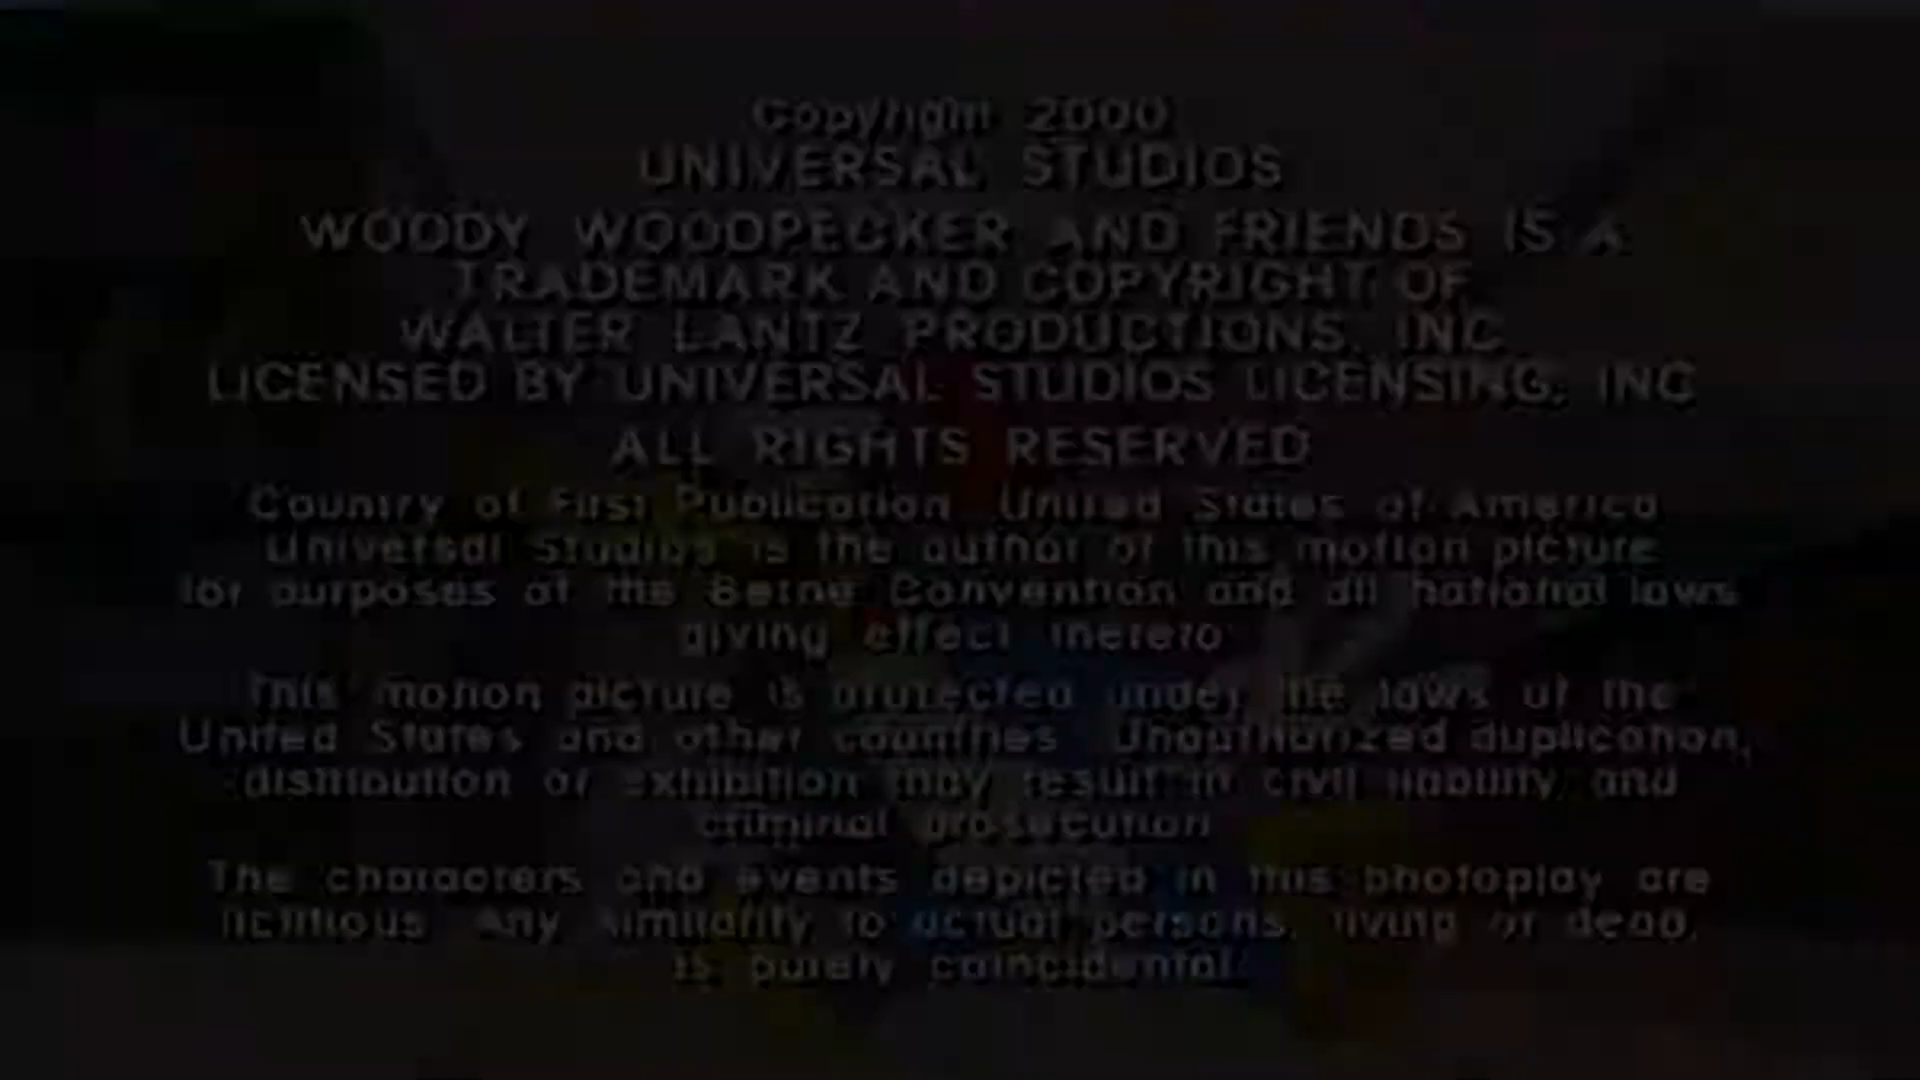 Copyright 2000
UNIVERSAL STUDIOS
WOODY WOODPECKER AND FRIENDS IS A
TRADEMARK AND COPYRIGHT OF
WALTER LANTZ PRODUCTIONS, INC
LICENSED BY UNIVERSAL STUDIOS LICENSING, INC
ALL RIGHTS RESERVED
Country of First Publication United States of America
Universal Studios is the author of this motion picture
for purposes of the Berne Convention and all national laws
giving effect thereto
This motion picture is protected under the laws of the
United States and other countries Unauthorized duplication,
distribution or exhibition may result in civil liability and
criminal prosecution
The characters and events depicted in this photoplay are
fictitious Any similarity to actual persons, living or dead,
is purely coincidental